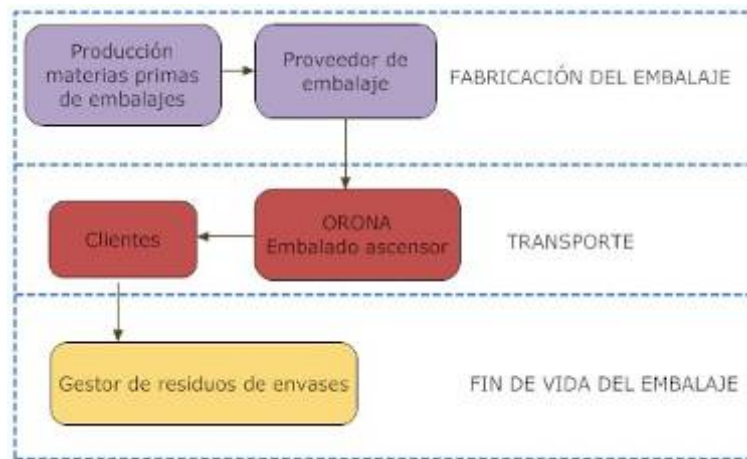 Producción
materias primas
de embalajes
Proveedor de
embalaje
FABRICACIÓN DEL EMBALAJE
Clientes
ORONA
Embalado ascensor
TRANSPORTE
Gestor de residuos de envases
FIN DE VIDA DEL EMBALAJE